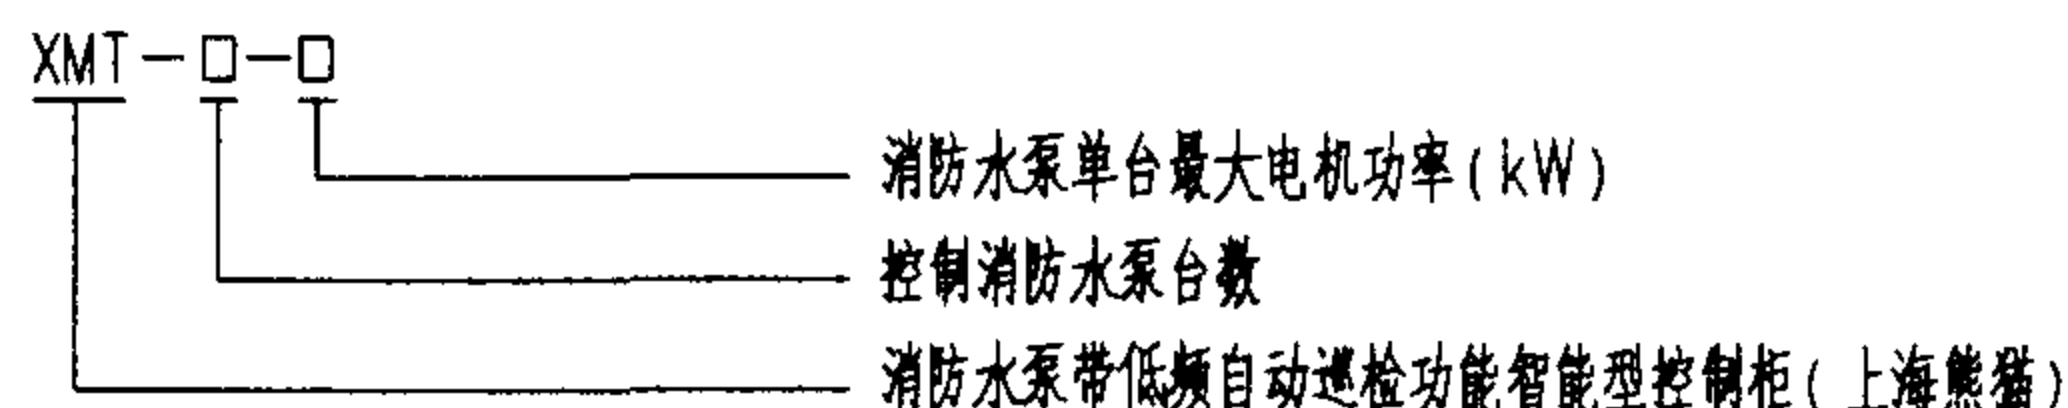 XMT-□-□
消防水泵单台最大电机功率(kW)
控制消防水泵台数
消防水泵带低频自动巡检功能智能型控制柜(上海熊猫)